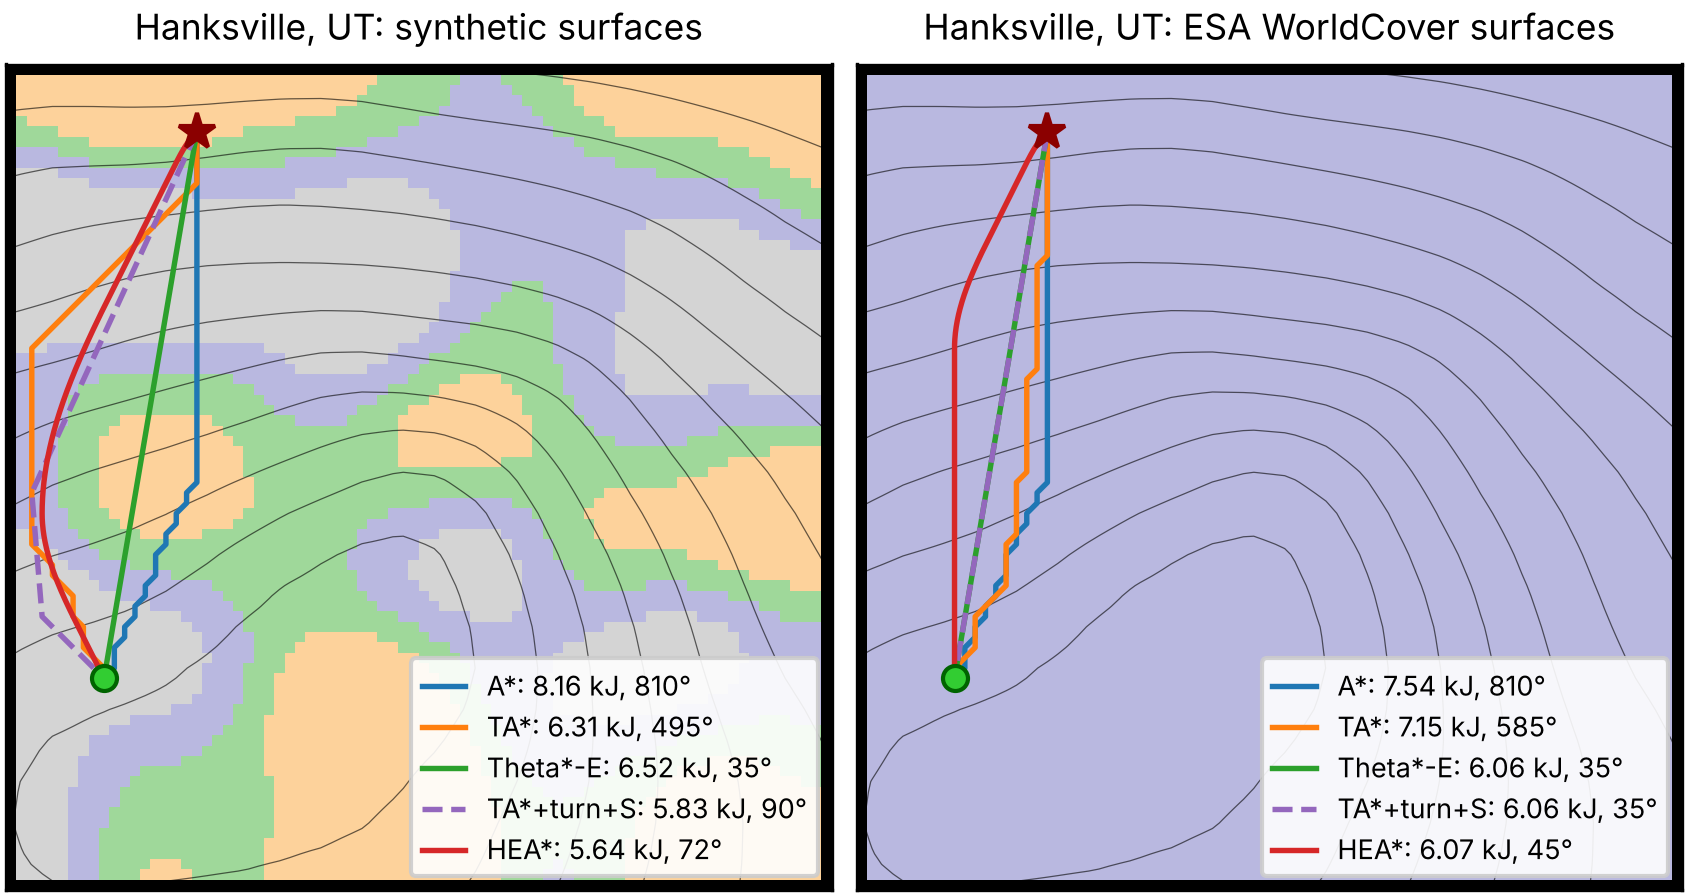 Hanksville, UT: synthetic surfaces
A*: 8.16 kJ, 810°
TA*: 6.31 kJ, 495°
Theta*-E: 6.52 kJ, 35°
TA*+turn+S: 5.83 kJ, 90°
HEA*: 5.64 kJ, 72°
Hanksville, UT: ESA WorldCover surfaces
A*: 7.54 kJ, 810°
TA*: 7.15 kJ, 585°
Theta*-E: 6.06 kJ, 35°
TA*+turn+S: 6.06 kJ, 35°
HEA*: 6.07 kJ, 45°